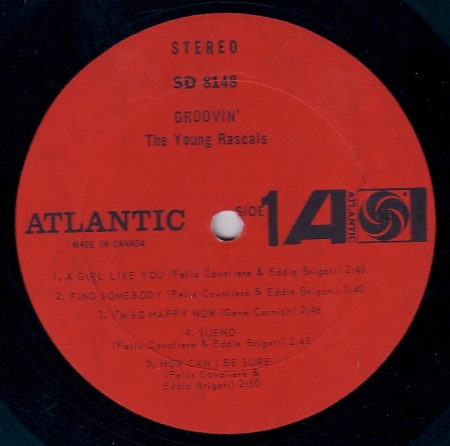 STEREO
SD 8148
GROOVIN'
The Young Rascals
ATLANTIC
MADE IN CANADA
SIDE 1
A
ATLANTIC
1. A GIRL LIKE YOU (Felix Cavaliere & Eddie Brigati) 2:46
2. FIND SOMEBODY (Felix Cavaliere & Eddie Brigati) 2:40
3. I'M SO HAPPY NOW (Gene Cornish) 2:46
4. SUENO
(Felix Cavaliere & Eddie Brigati) 2:45
5. HOW CAN I BE SURE
(Felix Cavaliere &
Eddie Brigati) 2:50